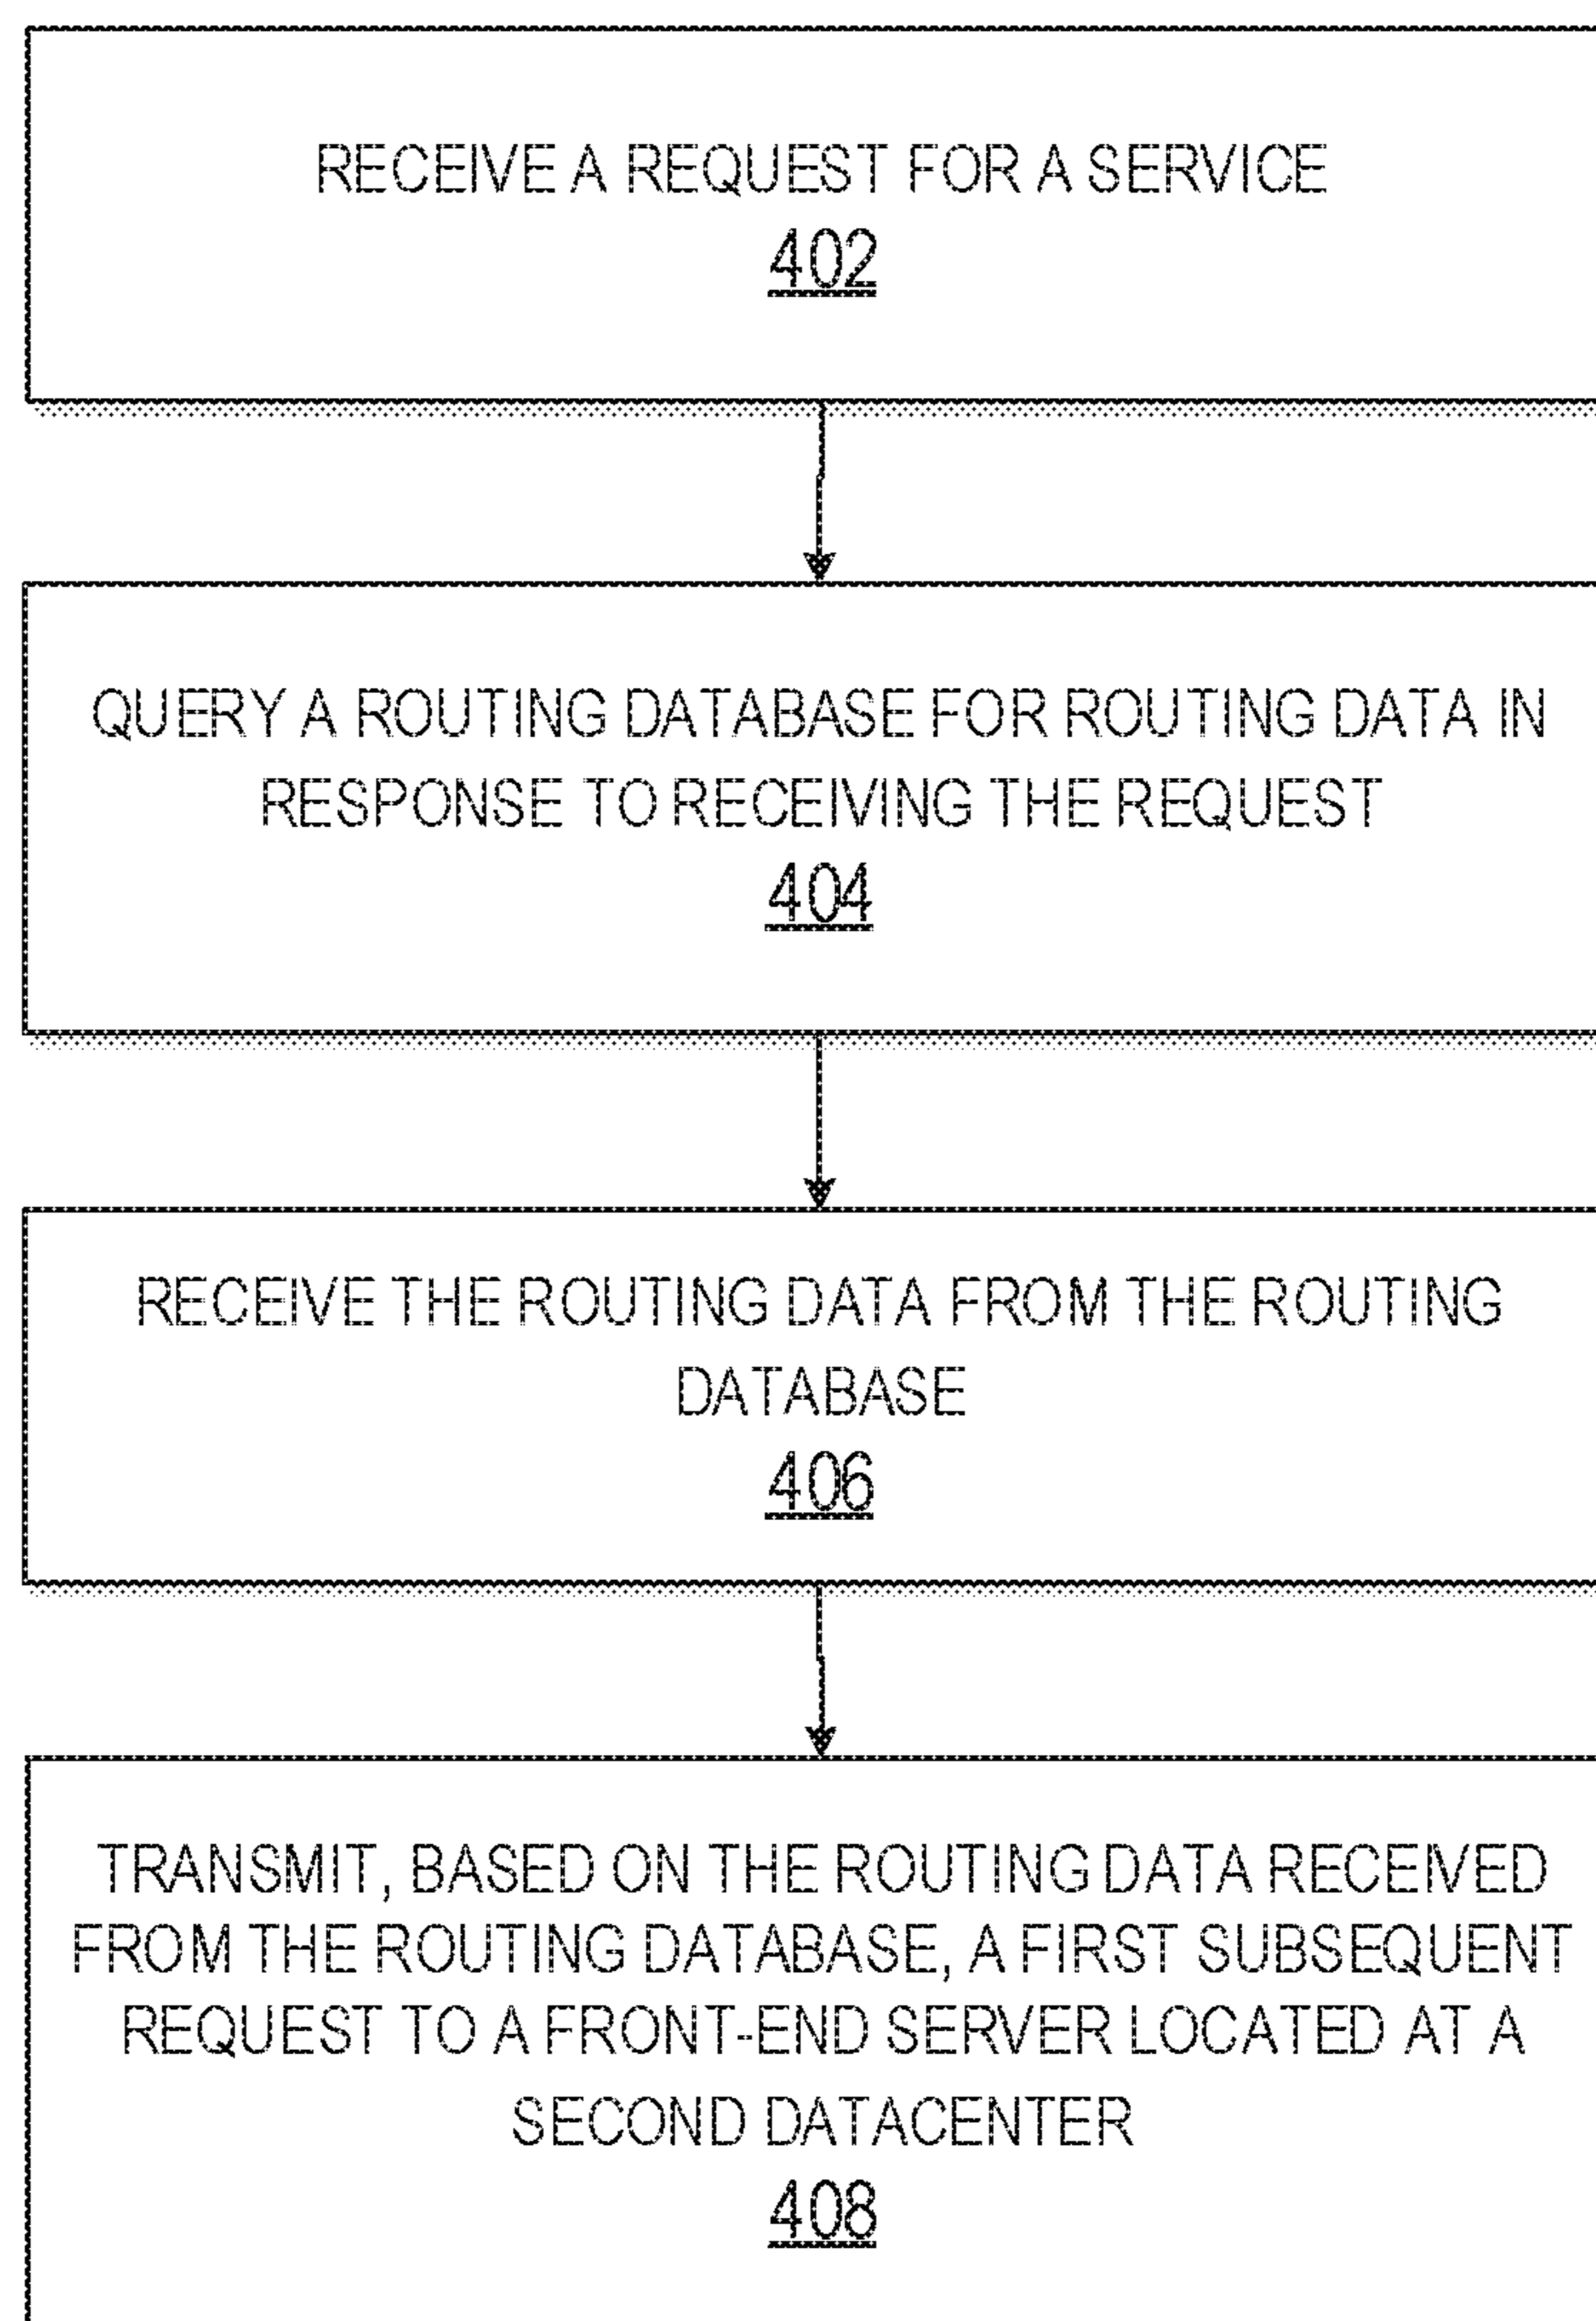 RECEIVE A REQUEST FOR A SERVICE
402
QUERY A ROUTING DATABASE FOR ROUTING DATA IN
RESPONSE TO RECEIVING THE REQUEST
404
RECEIVE THE ROUTING DATA FROM THE ROUTING
DATABASE
406
TRANSMIT, BASED ON THE ROUTING DATA RECEIVED
FROM THE ROUTING DATABASE, A FIRST SUBSEQUENT
REQUEST TO A FRONT-END SERVER LOCATED AT A
SECOND DATACENTER
408